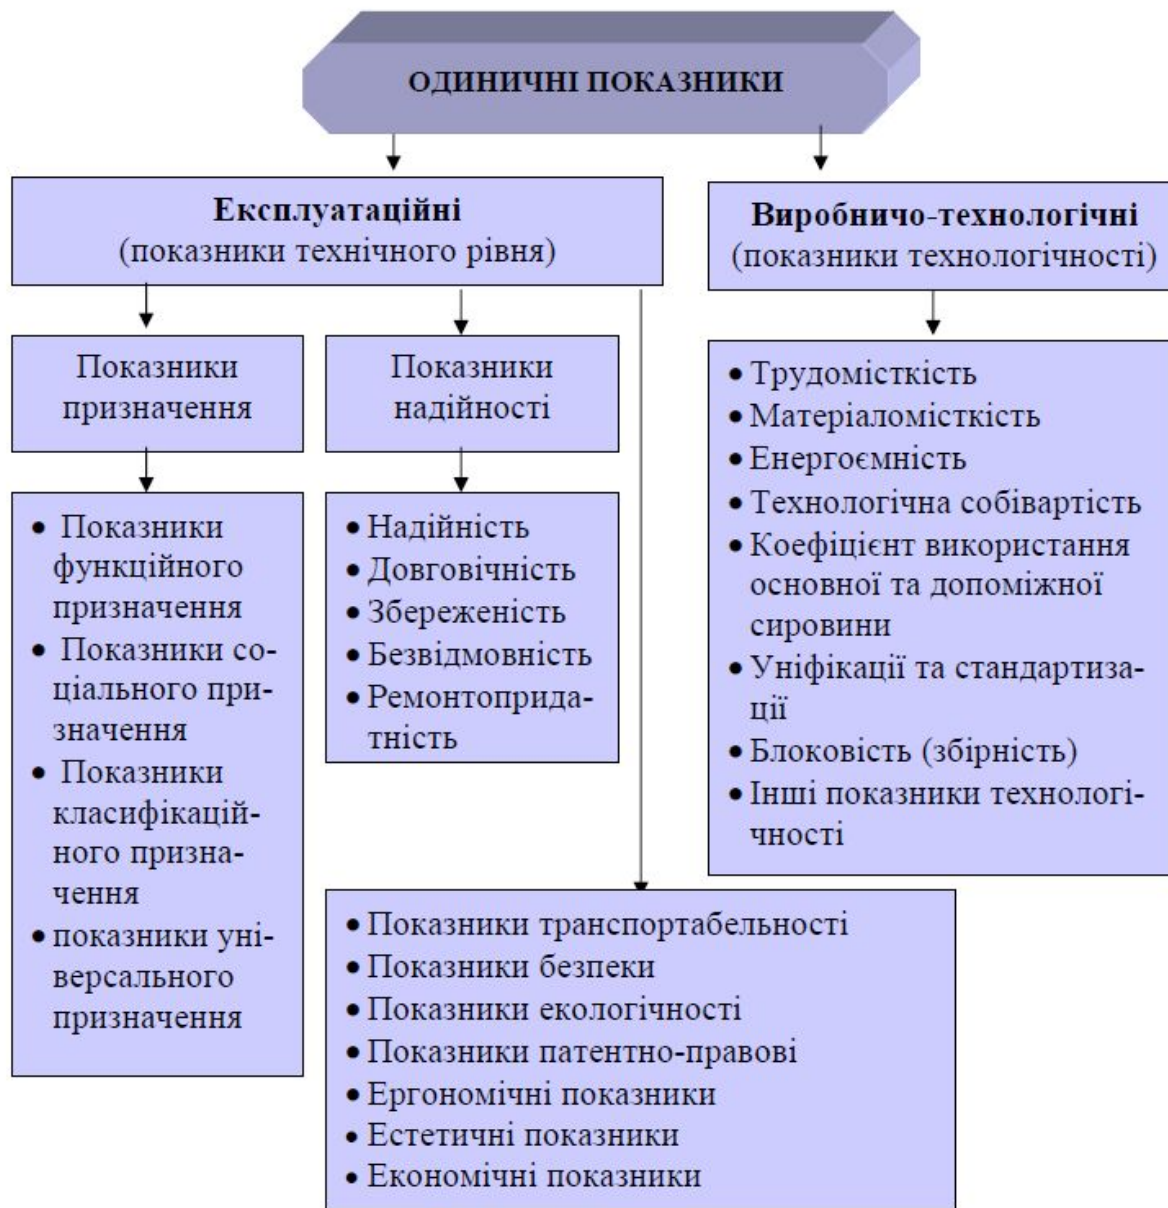 ОДИНИЧНІ ПОКАЗНИКИ
Експлуатаційні
(показники технічного рівня)
Виробничо-технологічні
(показники технологічності)
Показники
призначення
Показники
надійності
• Показники
функційного
призначення
• Показники со-
ціального при-
значення
• Показники
класифікацій-
ного призна-
чення
• показники уні-
версального
призначення
• Надійність
• Довговічність
• Збереженість
• Безвідмовність
• Ремонтоприда-
тність
• Трудомісткість
• Матеріаломісткість
• Енергоємність
• Технологічна собівартість
• Коефіцієнт використання
основної та допоміжної
сировини
• Уніфікації та стандартиза-
ції
• Блоковість (збірність)
• Інші показники технологі-
чності
• Показники транспортабельності
• Показники безпеки
• Показники екологічності
• Показники патентно-правові
• Ергономічні показники
• Естетичні показники
• Економічні показники